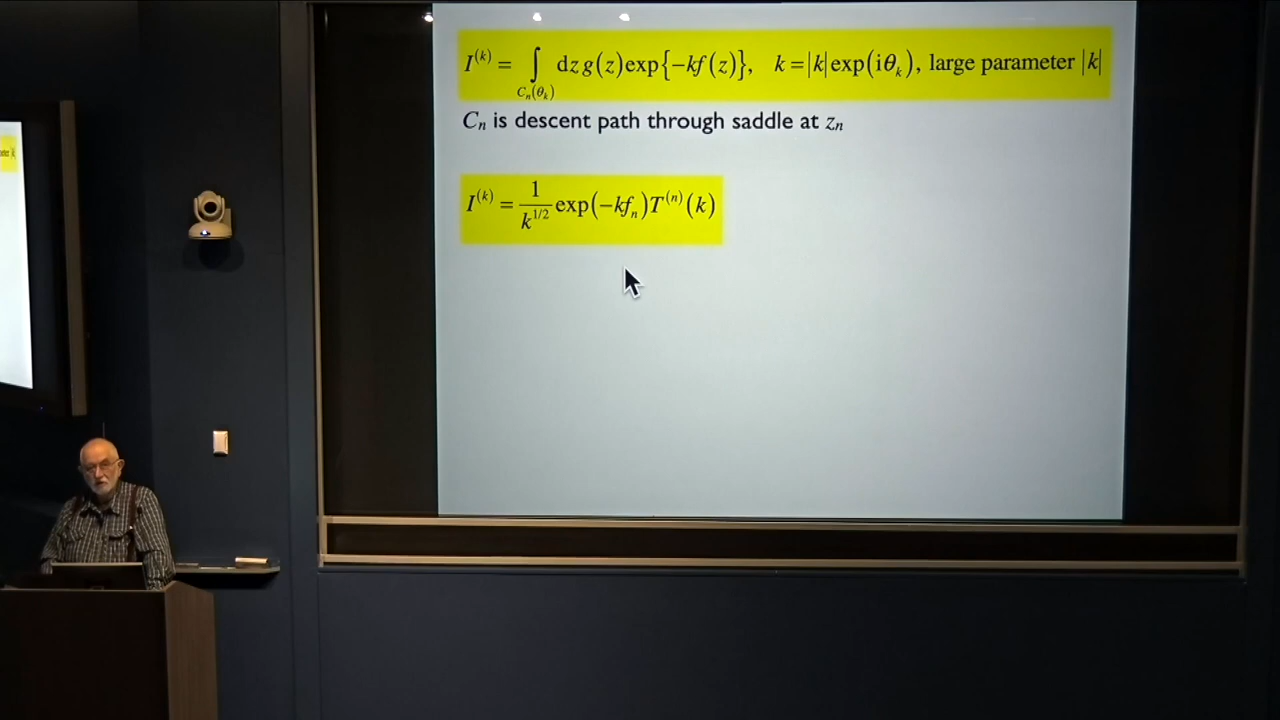 I^{(k)} = ∫_{C_n(θ_k)} dz g(z) exp{−kf(z)}, k = |k| exp(iθ_k), large parameter |k|
C_n is descent path through saddle at z_n
I^{(k)} = \frac{1}{k^{1/2}} exp(−kf_n) T^{(n)}(k)